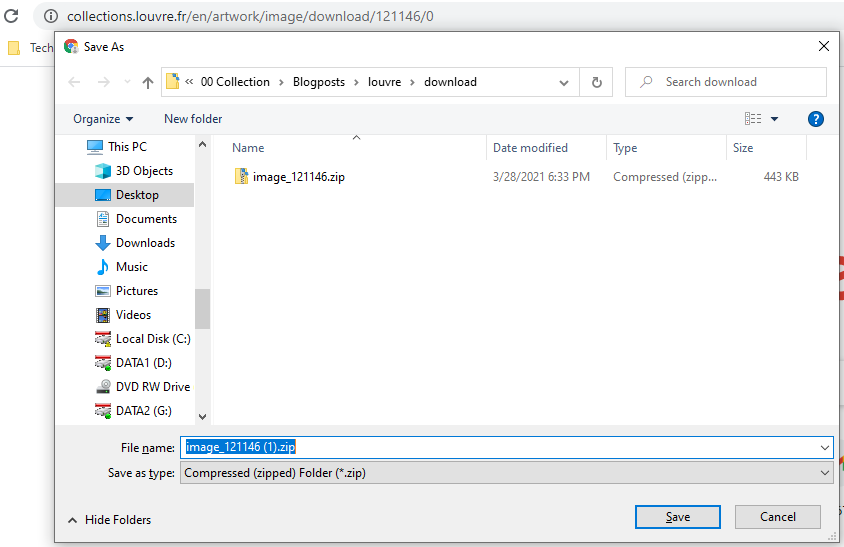 collections.louvre.fr/en/artwork/image/download/121146/0
Tech
Save As
« 00 Collection > Blogposts > louvre > download
Search download
Organize
New folder
Name Date modified Type Size
image_121146.zip 3/28/2021 6:33 PM Compressed (zipp... 443 KB
This PC
3D Objects
Desktop
Documents
Downloads
Music
Pictures
Videos
Local Disk (C:)
DATA1 (D:)
DVD RW Drive
DATA2 (G:)
File name: image_121146 (1).zip
Save as type: Compressed (zipped) Folder (*.zip)
Hide Folders
Save
Cancel